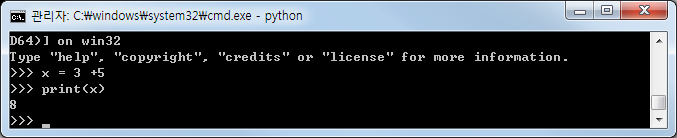 관리자: C:₩windows₩system32₩cmd.exe - python
D64)] on win32
Type "help", "copyright", "credits" or "license" for more information.
>>> x = 3 +5
>>> print(x)
8
>>>